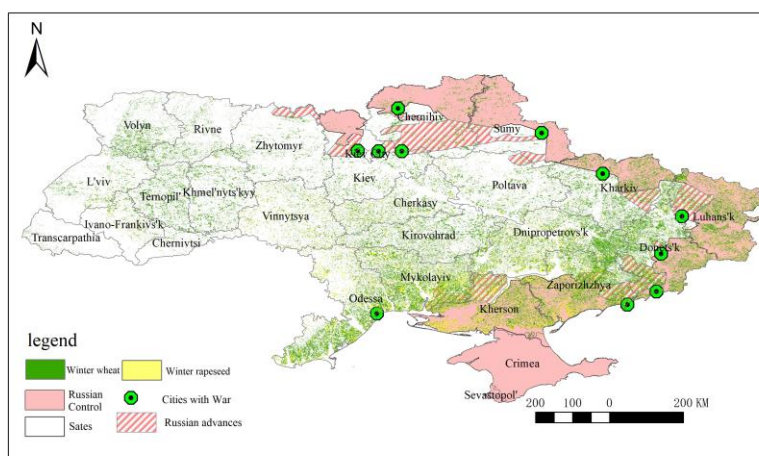 N
Volyn
Rivne
Zhytomyr
Chernihiv
Sumy
L'viv
Ternopil'
Khmel'nyts'kyy
Kiev
Poltava
Kharkiv
Luhans'k
Ivano-Frankivs'k
Vinnytsya
Cherkasy
Transcarpathia
Chernivtsi
Kirovohrad
Dnipropetrovs'k
Donets'k
Mykolayiv
Zaporizhzhya
Odessa
Kherson
Crimea
Sevastopol'
legend
Winter wheat
Winter rapeseed
Russian
Control
Cities with War
Sates
Russian advances
200 100 0 200 KM